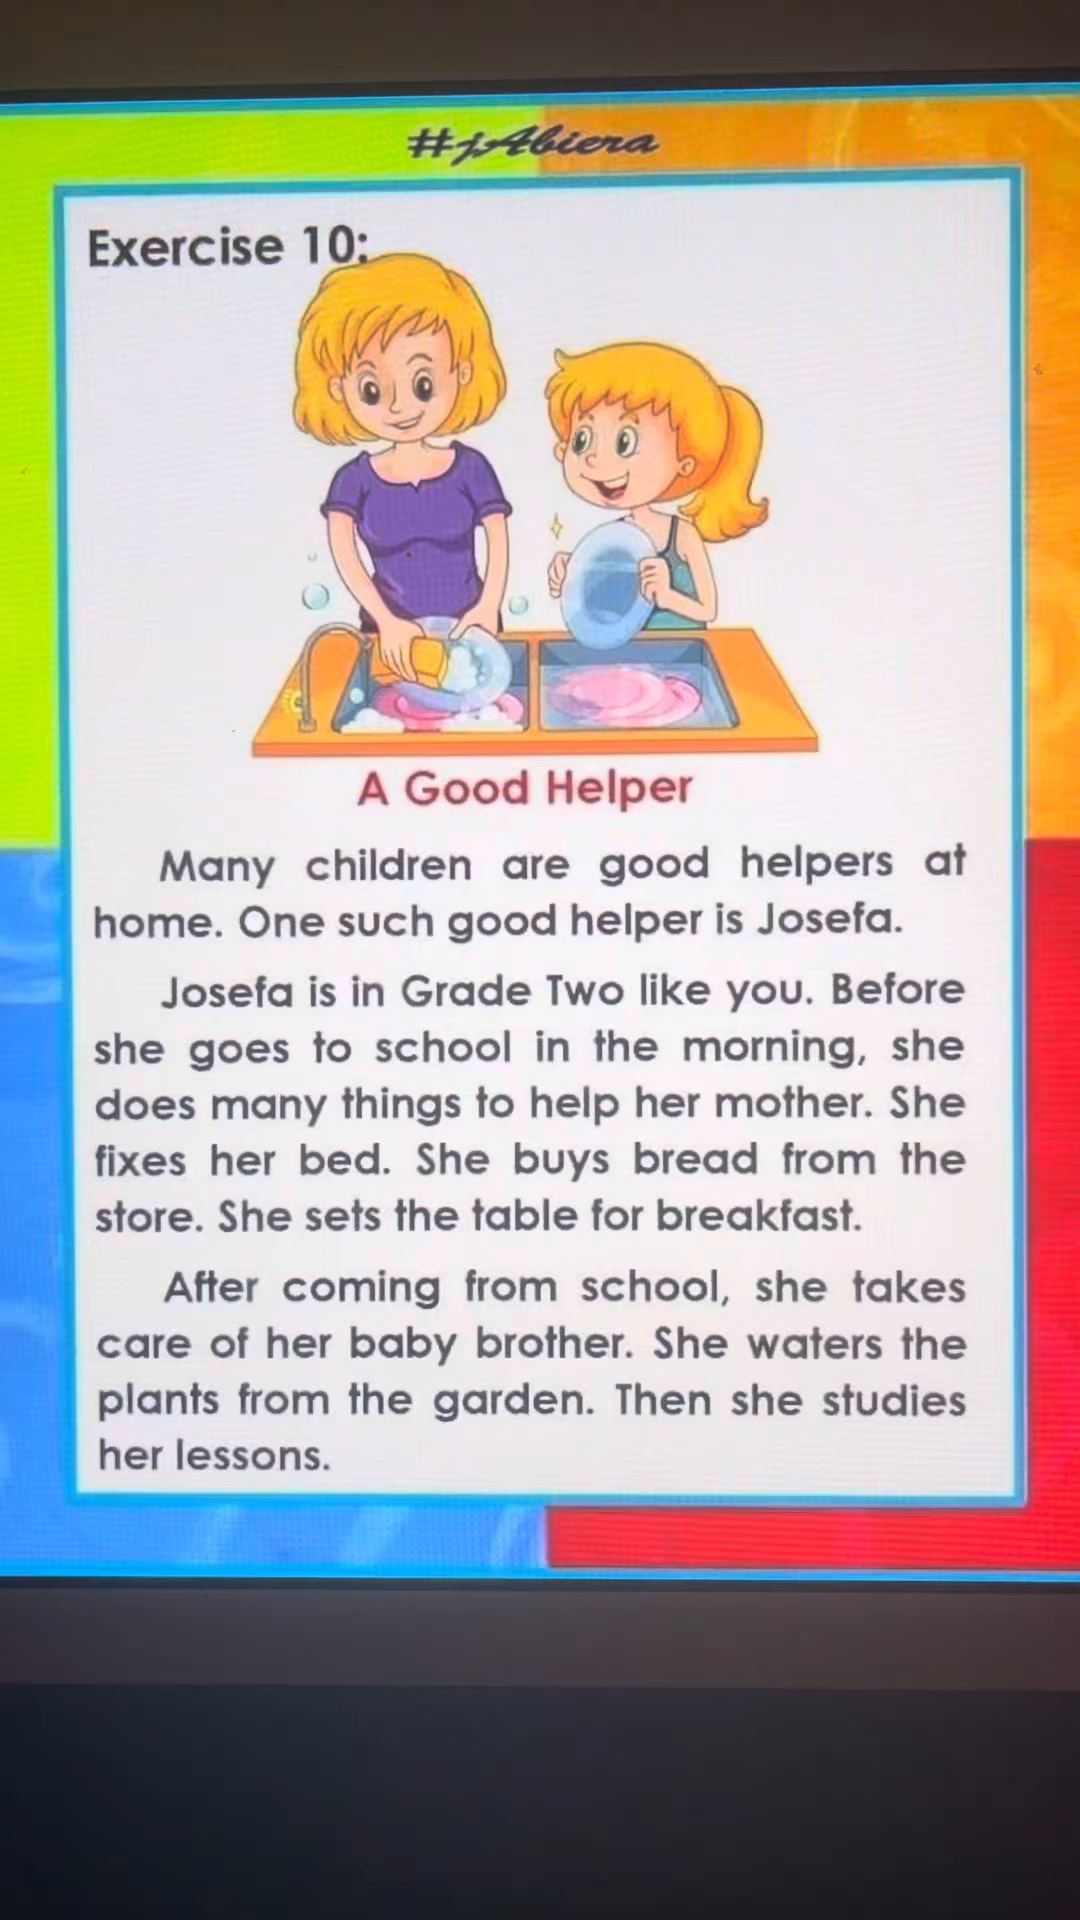 #jAbiera
Exercise 10:
A Good Helper
Many children are good helpers at
home. One such good helper is Josefa.
Josefa is in Grade Two like you. Before
she goes to school in the morning, she
does many things to help her mother. She
fixes her bed. She buys bread from the
store. She sets the table for breakfast.
After coming from school, she takes
care of her baby brother. She waters the
plants from the garden. Then she studies
her lessons.